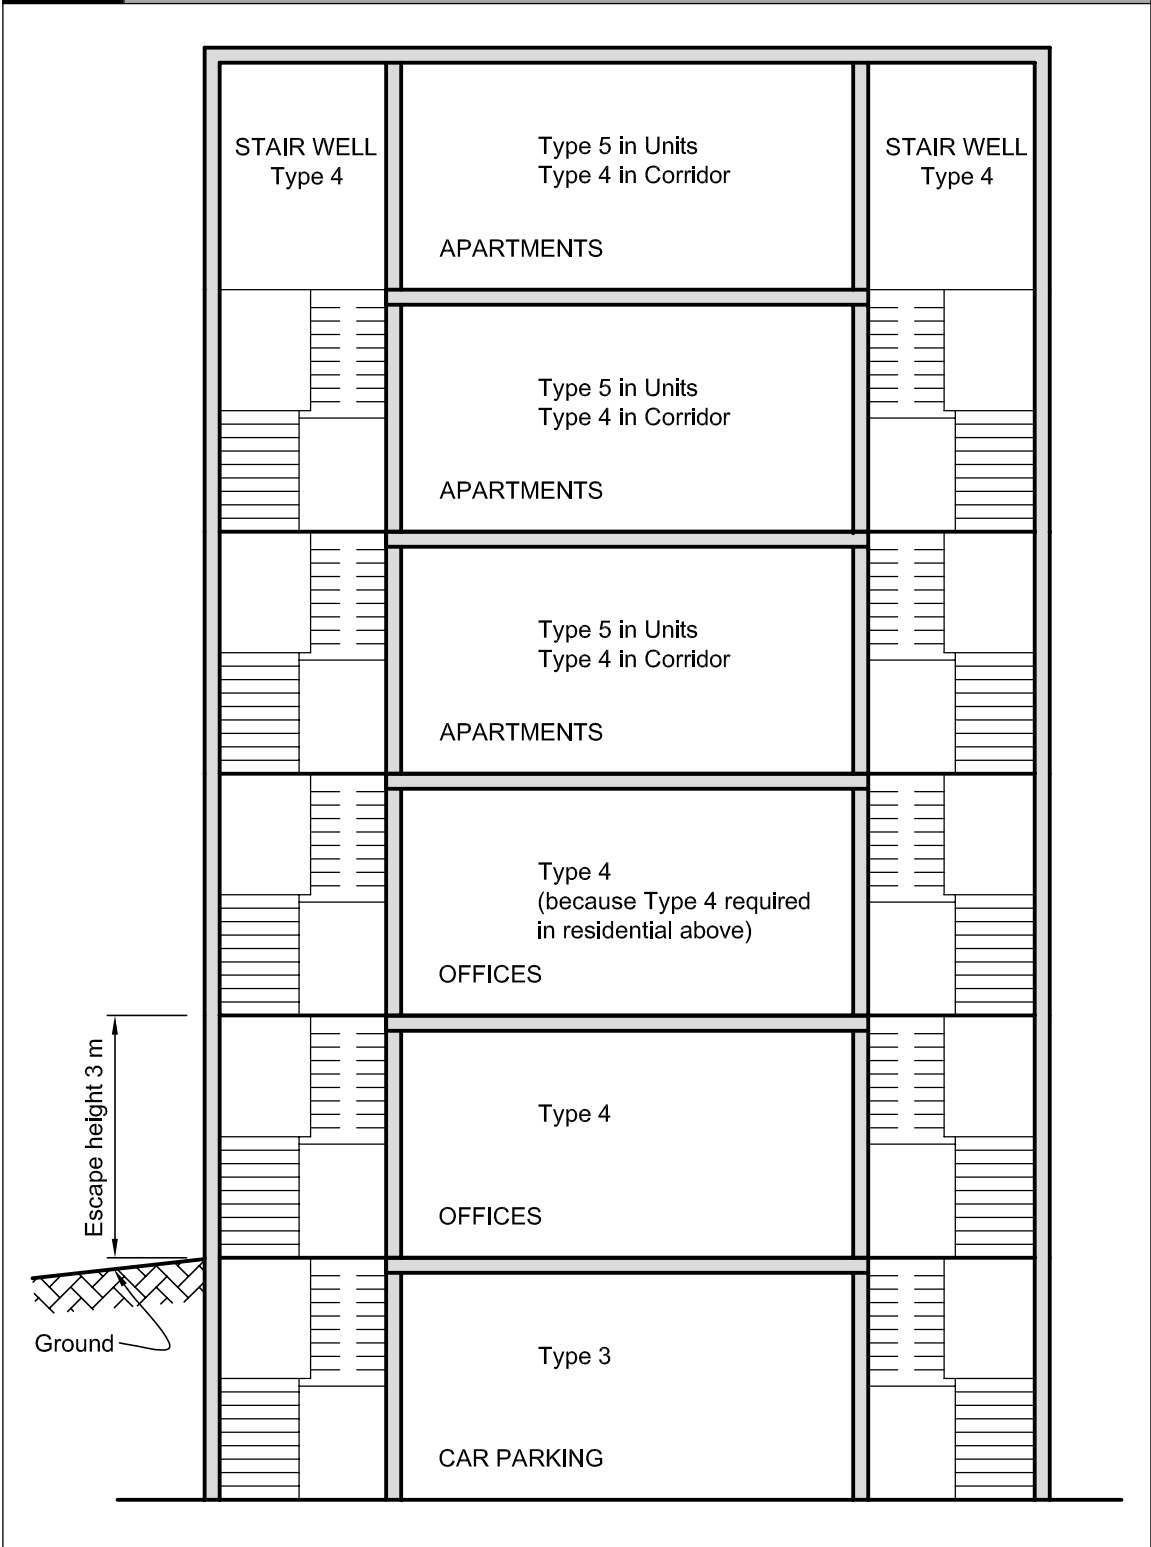 STAIR WELL
Type 4
Type 5 in Units
Type 4 in Corridor
APARTMENTS
STAIR WELL
Type 4
Type 5 in Units
Type 4 in Corridor
APARTMENTS
Type 5 in Units
Type 4 in Corridor
APARTMENTS
Type 4
(because Type 4 required
in residential above)
OFFICES
Escape height 3 m
Type 4
OFFICES
Ground
Type 3
CAR PARKING